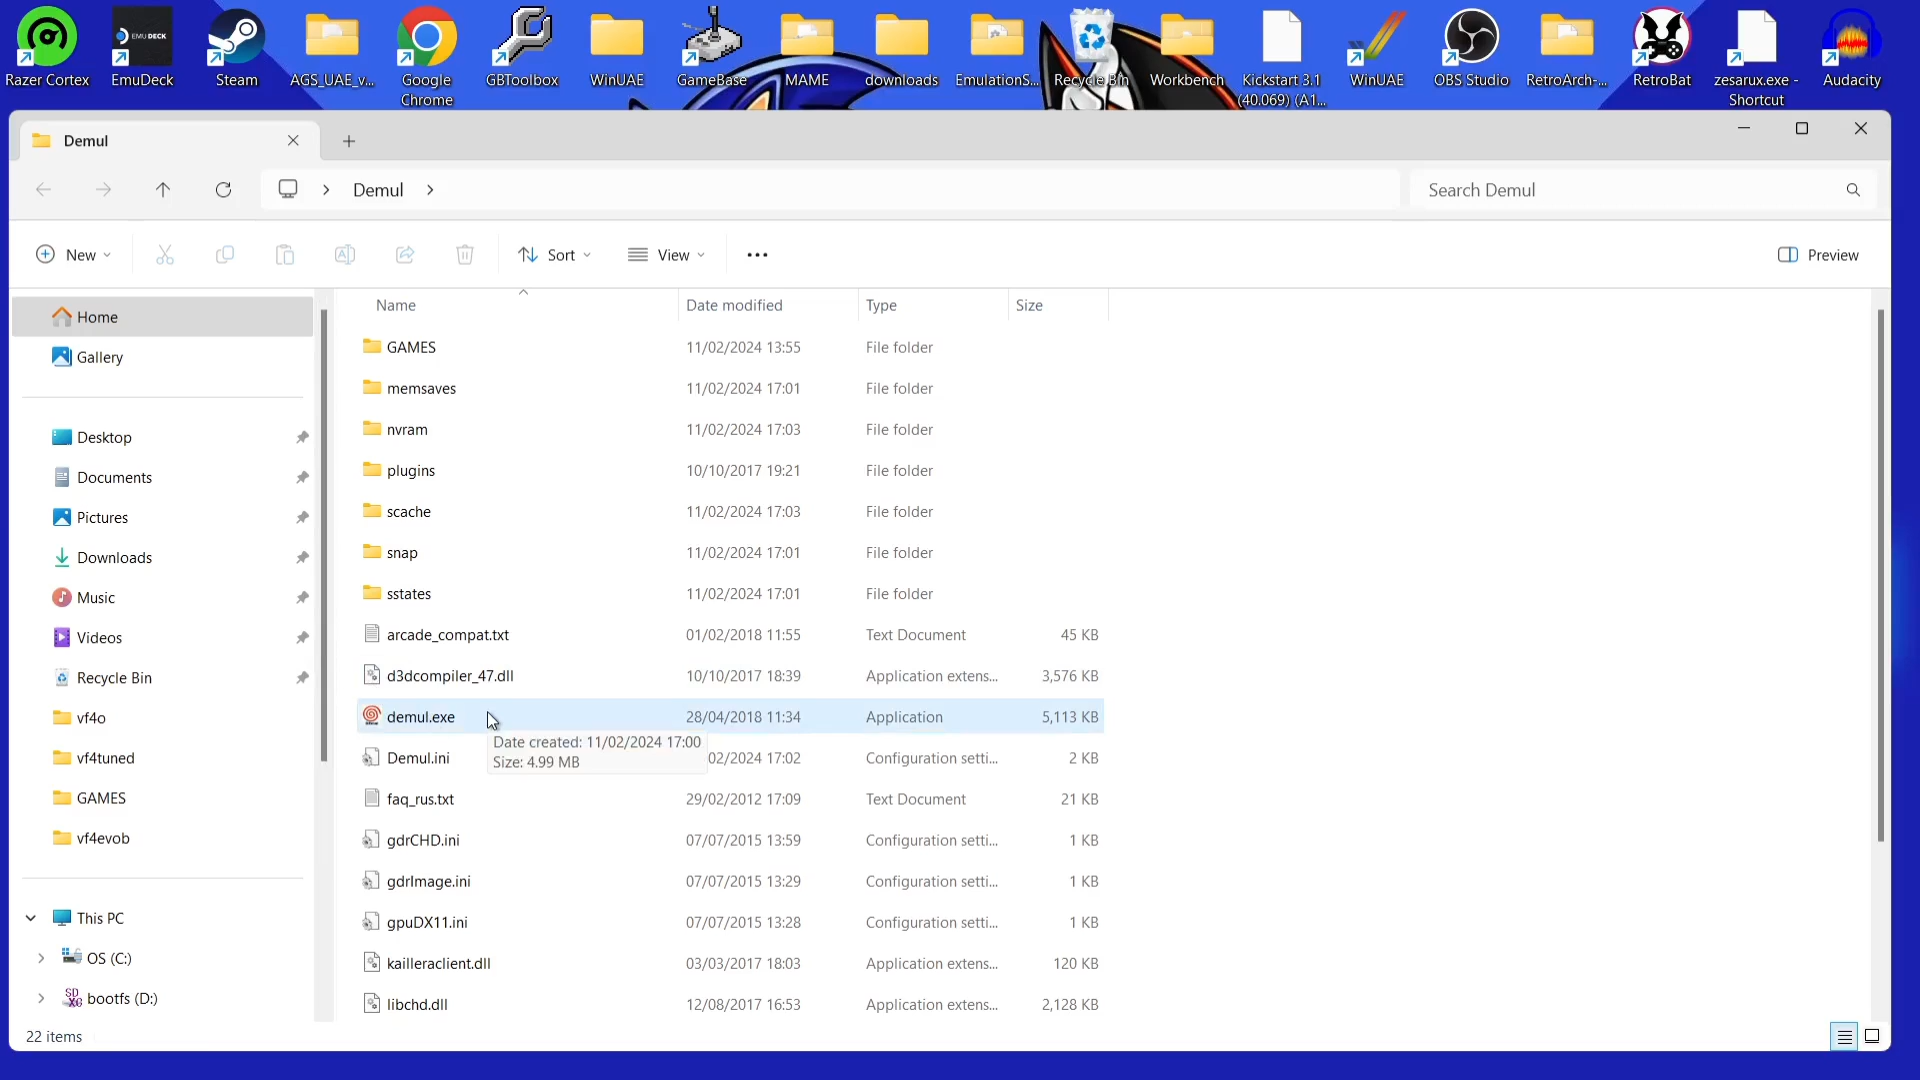 Razer Cortex
EmuDeck
Steam
AGS_UAE_v...
Google
Chrome
GBToolbox
WinUAE
GameBase
MAME
downloads
EmulationS...
Recycle Bin
Workbench
Kickstart 3.1
(40.069) (A1...
WinUAE
OBS Studio
RetroArch-...
RetroBat
zesarux.exe -
Shortcut
Audacity
Demul
Demul
Search Demul
New
Sort
View
Preview
Name Date modified Type Size
Home
Gallery
Desktop
Documents
Pictures
Downloads
Music
Videos
Recycle Bin
vf4o
vf4tuned
GAMES
vf4evob
This PC
OS (C:)
bootfs (D:)
GAMES 11/02/2024 13:55 File folder
memsaves 11/02/2024 17:01 File folder
nvram 11/02/2024 17:03 File folder
plugins 10/10/2017 19:21 File folder
scache 11/02/2024 17:03 File folder
snap 11/02/2024 17:01 File folder
sstates 11/02/2024 17:01 File folder
arcade_compat.txt 01/02/2018 11:55 Text Document 45 KB
d3dcompiler_47.dll 10/10/2017 18:39 Application extens... 3,576 KB
demul.exe 28/04/2018 11:34 Application 5,113 KB
Date created: 11/02/2024 17:00
Size: 4.99 MB
Demul.ini 02/2024 17:02 Configuration setti... 2 KB
faq_rus.txt 29/02/2012 17:09 Text Document 21 KB
gdrCHD.ini 07/07/2015 13:59 Configuration setti... 1 KB
gdrImage.ini 07/07/2015 13:29 Configuration setti... 1 KB
gpuDX11.ini 07/07/2015 13:28 Configuration setti... 1 KB
kailleraclient.dll 03/03/2017 18:03 Application extens... 120 KB
libchd.dll 12/08/2017 16:53 Application extens... 2,128 KB
22 items